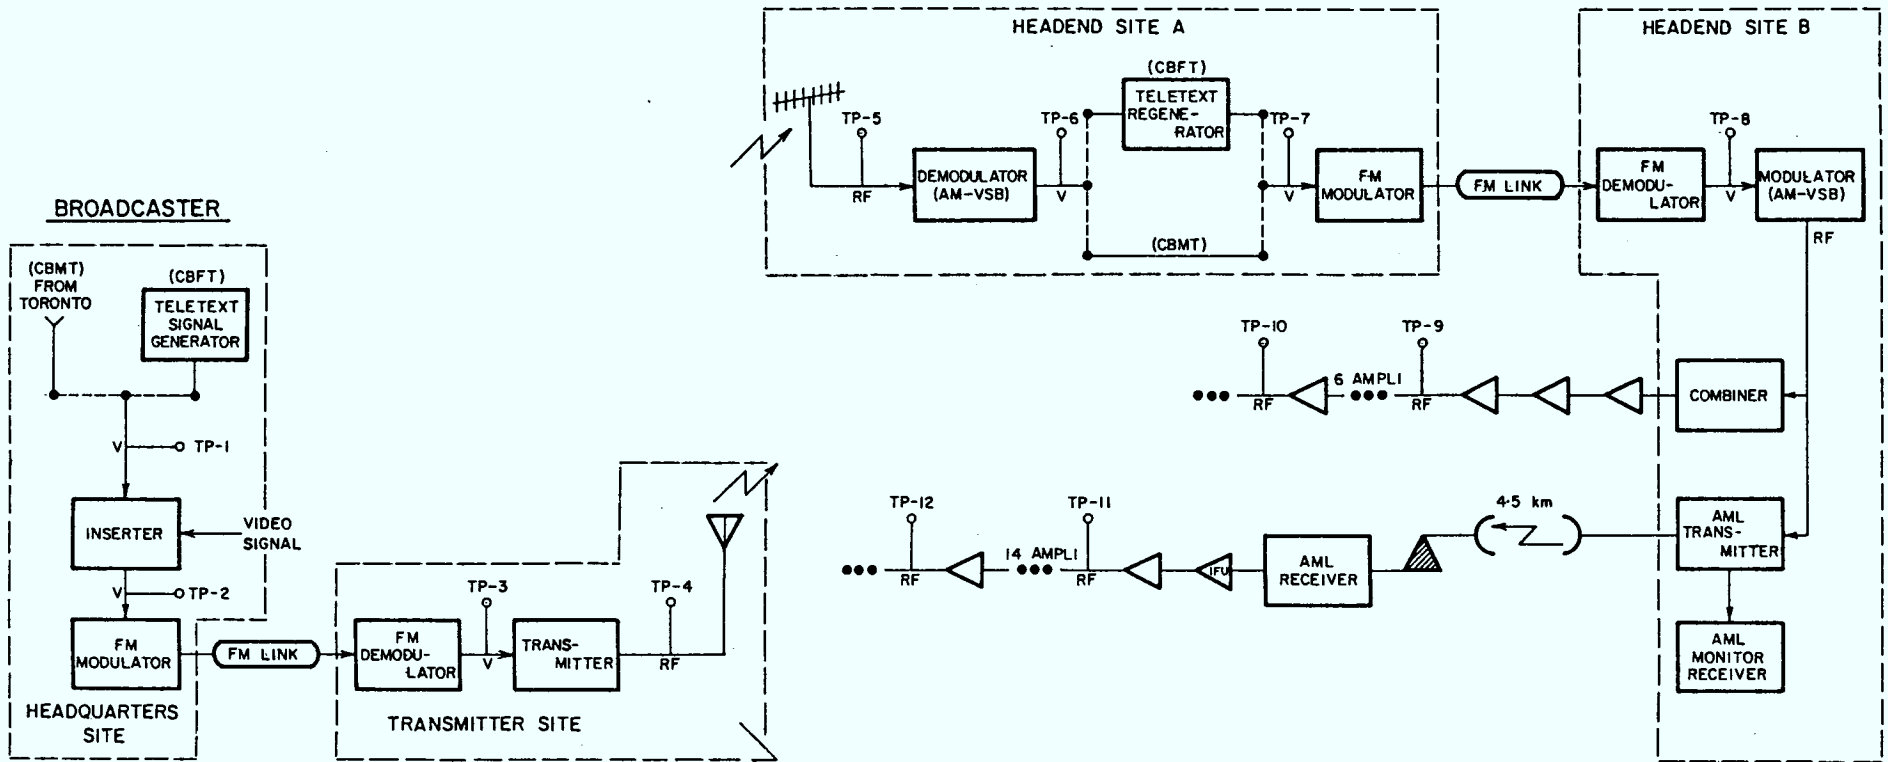 BROADCASTER
(CBMT)
FROM
TORONTO
(CBFT)
TELETEXT
SIGNAL
GENERATOR
V
TP-1
INSERTER
VIDEO
SIGNAL
V
TP-2
FM
MODULATOR
HEADQUARTERS
SITE
FM LINK
FM
DEMODU-
LATOR
TP-3
V
TRANS-
MITTER
TP-4
RF
TRANSMITTER SITE
HEADEND SITE A
TP-5
RF
DEMODULATOR
(AM-VSB)
TP-6
V
(CBFT)
TELETEXT
REGENE-
RATOR
(CBMT)
TP-7
V
FM
MODULATOR
FM LINK
HEADEND SITE B
FM
DEMODU-
LATOR
TP-8
V
MODULATOR
(AM-VSB)
RF
COMBINER
TP-9
RF
6 AMPLI
TP-10
RF
AML
TRANS-
MITTER
AML
MONITOR
RECEIVER
4.5 km
AML
RECEIVER
IFU
TP-11
RF
14 AMPLI
TP-12
RF